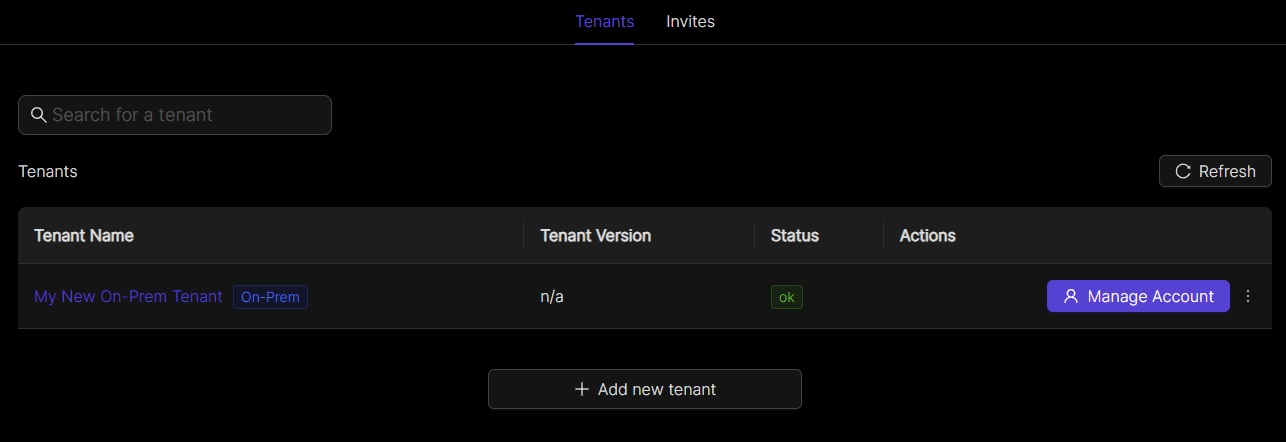 Tenants Invites
Search for a tenant
Tenants Refresh
Tenant Name Tenant Version Status Actions
My New On-Prem Tenant On-Prem n/a ok Manage Account
Add new tenant